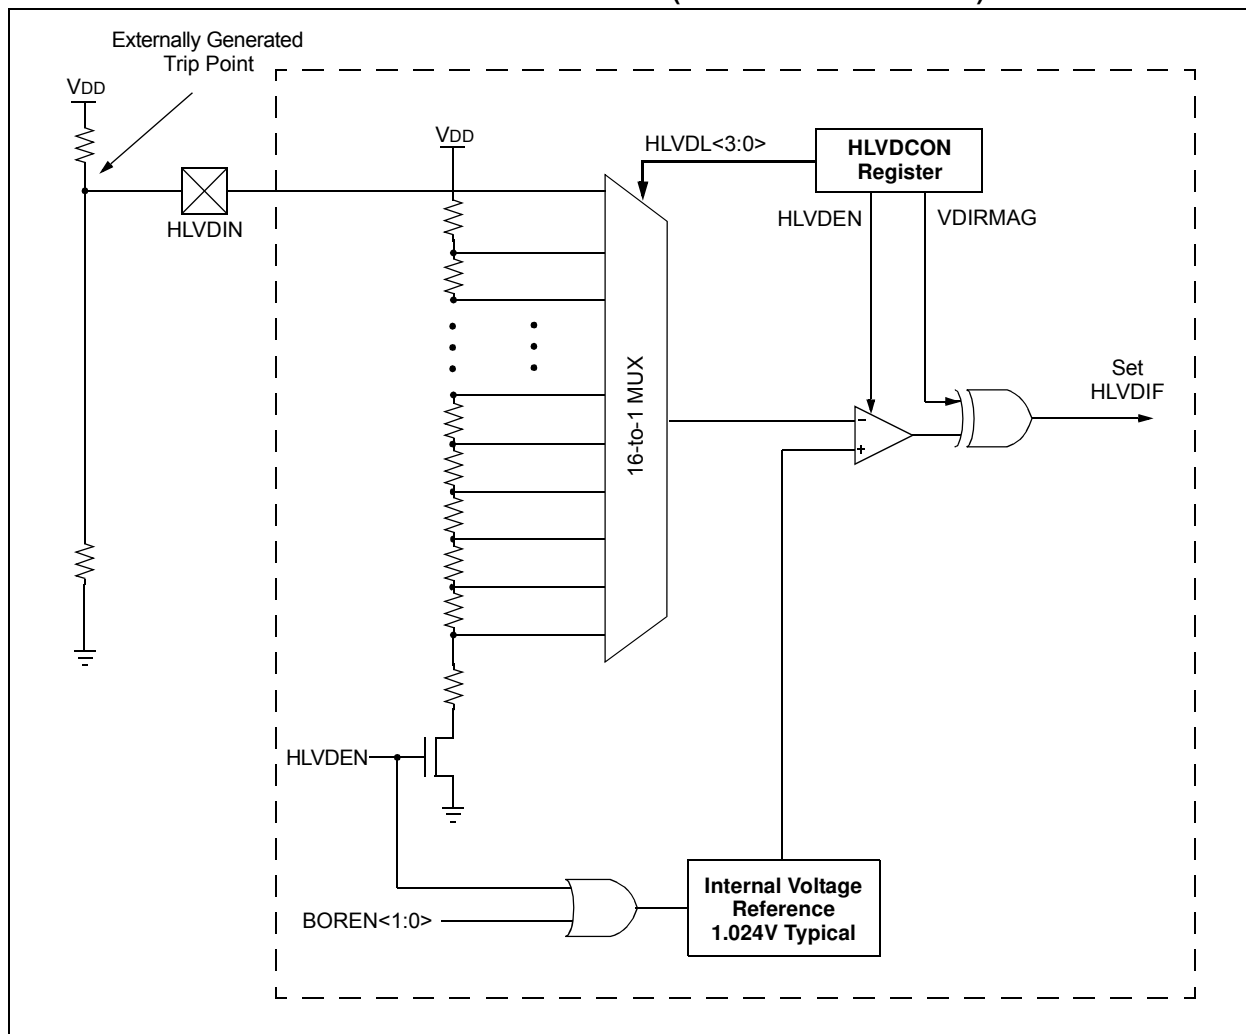 Externally Generated
Trip Point
VDD
HLVDIN
VDD
HLVDL<3:0>
HLVDCON
Register
HLVDEN
VDIRMAG
16-to-1 MUX
–
+
Set
HLVDIF
HLVDEN
BOREN<1:0>
Internal Voltage
Reference
1.024V Typical